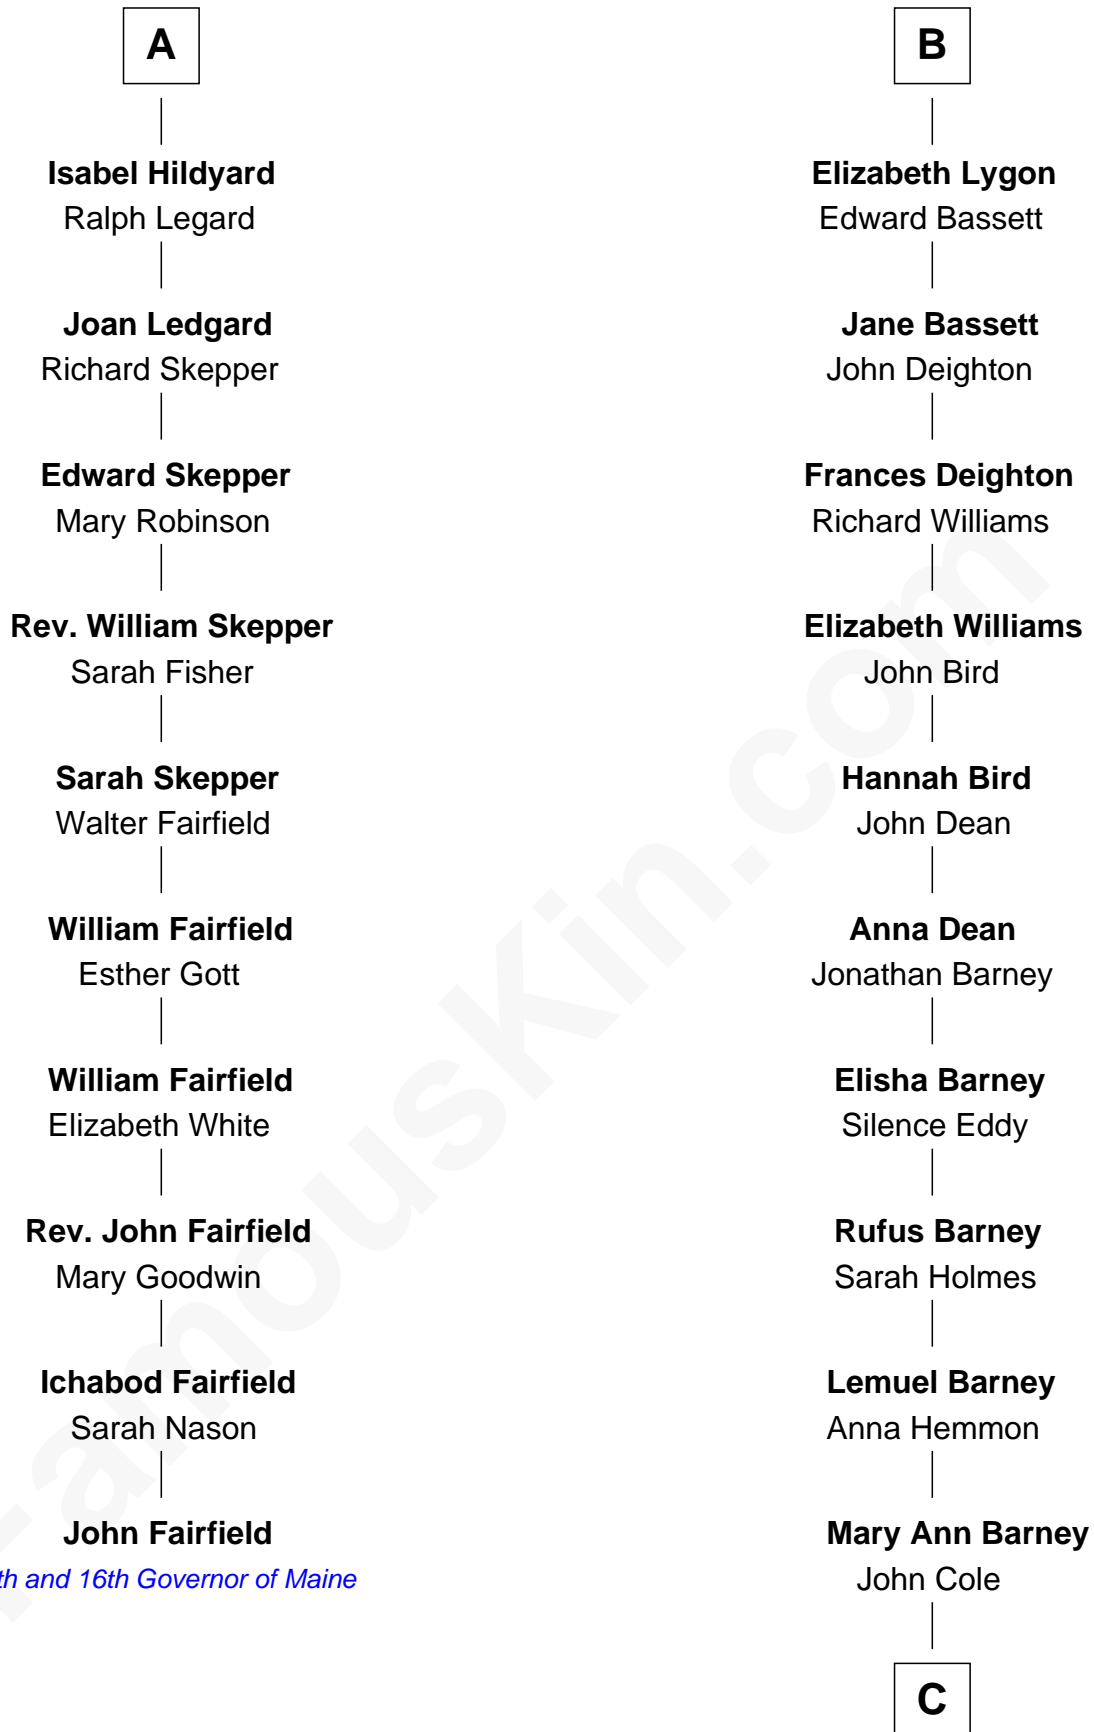 A
Isabel Hildyard
Ralph Legard
Joan Ledgard
Richard Skepper
Edward Skepper
Mary Robinson
Rev. William Skepper
Sarah Fisher
Sarah Skepper
Walter Fairfield
William Fairfield
Esther Gott
William Fairfield
Elizabeth White
Rev. John Fairfield
Mary Goodwin
Ichabod Fairfield
Sarah Nason
John Fairfield
th and 16th Governor of Maine
B
Elizabeth Lygon
Edward Bassett
Jane Bassett
John Deighton
Frances Deighton
Richard Williams
Elizabeth Williams
John Bird
Hannah Bird
John Dean
Anna Dean
Jonathan Barney
Elisha Barney
Silence Eddy
Rufus Barney
Sarah Holmes
Lemuel Barney
Anna Hemmon
Mary Ann Barney
John Cole
C
FamousKin.com